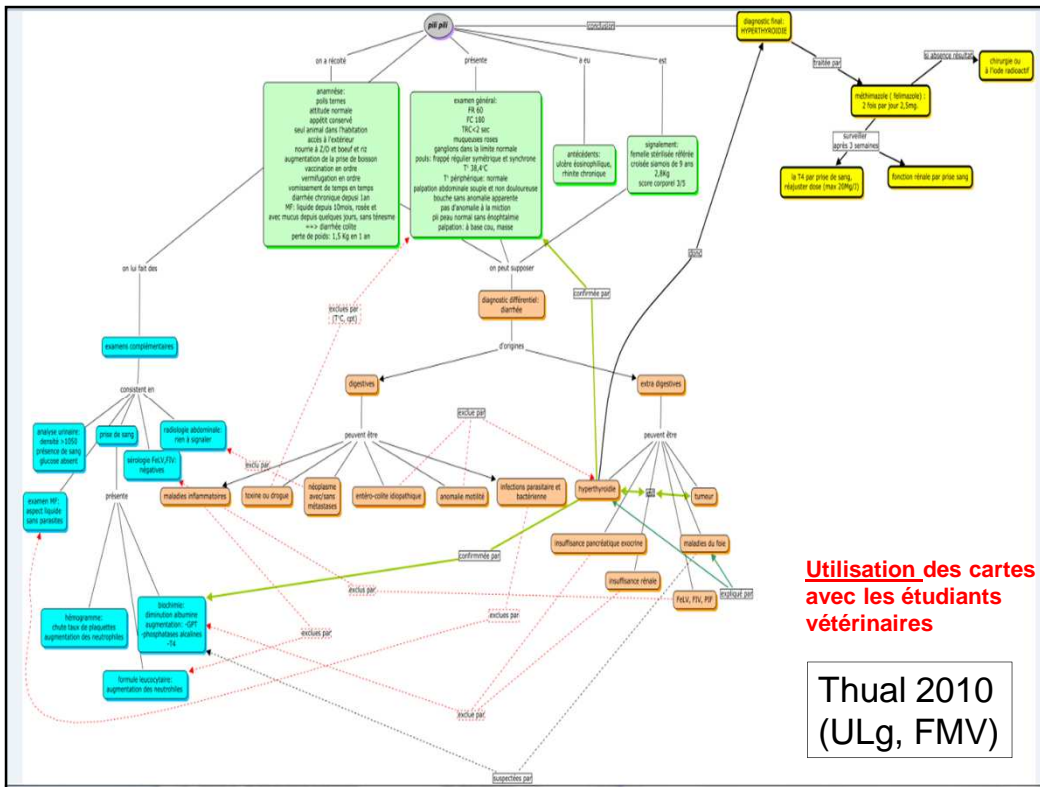 pili pili
conclusion
diagnostic final:
HYPERTHYROIDIE
on a récolté
présente
a eu
est
traitée par
si absence résultat
chirurgie ou
à l'iode radioactif
méthimazole ( felimazole) :
2 fois par jour 2,5mg.
surveiller
après 3 semaines
la T4 par prise de sang,
réajuster dose (max 20Mg/J)
fonction rénale par prise sang
anamnèse:
poils ternes
attitude normale
appétit conservé
seul animal dans l'habitation
accès à l'extérieur
nourrie à Z/O et boeuf et riz
augmentation de la prise de boisson
vaccination en ordre
vermifugation en ordre
vomissement de temps en temps
diarrhée chronique depusi 1an
MF: liquide depuis 10mois, rosée et
avec mucus depuis quelques jours, sans ténesme
==> diarrhée colite
perte de poids: 1,5 Kg en 1 an
examen général:
FR 60
FC 180
TRC<2 sec
muqueuses roses
ganglions dans la limite normale
pouls: frappé régulier symétrique et synchrone
T° 38,4°C
T° périphérique: normale
palpation abdominale souple et non douloureuse
bouche sans anomalie apparente
pas d'anomalie à la miction
pli peau normal sans énophtalmie
palpation: à base cou, masse
antécédents:
ulcère éosinophilique,
rhinite chronique
signalement:
femelle stérilisée référée
croisée siamois de 9 ans
2,8Kg
score corporel 3/5
on lui fait des
on peut supposer
donc
confirmée par
diagnostic différentiel:
diarrhée
exclues par
(T°C, cpt)
d'origines
examens complémentaires
consistent en
digestives
extra digestives
exclue par
peuvent être
peuvent être
analyse urinaire:
densité >1050
présence de sang
glucose absent
prise de sang
radiologie abdominale:
rien à signaler
sérologie FeLV,FIV:
négatives
exclu par
examen MF:
aspect liquide
sans parasites
présente
maladies inflammatoires
toxine ou drogue
néoplasme
avec/sans
métastases
entéro-colite idiopathique
anomalie motilité
infections parasitaire et
bactérienne
hyperthyroidie
tumeur
insuffisance pancréatique exocrine
maladies du foie
confirmmée par
insuffisance rénale
FeLV, FIV, PIF
expliqué par
exclus par
exclues par
hémogramme:
chute taux de plaquettes
augmentation des neutrophiles
biochimie:
diminution albumine
augmentation: -GPT
-phosphatases alcalines
-T4
exclues par
formule leucocytaire:
augmentation des neutrohiles
exclue par
suspectées par
Utilisation des cartes
avec les étudiants
vétérinaires
Thual 2010
(ULg, FMV)